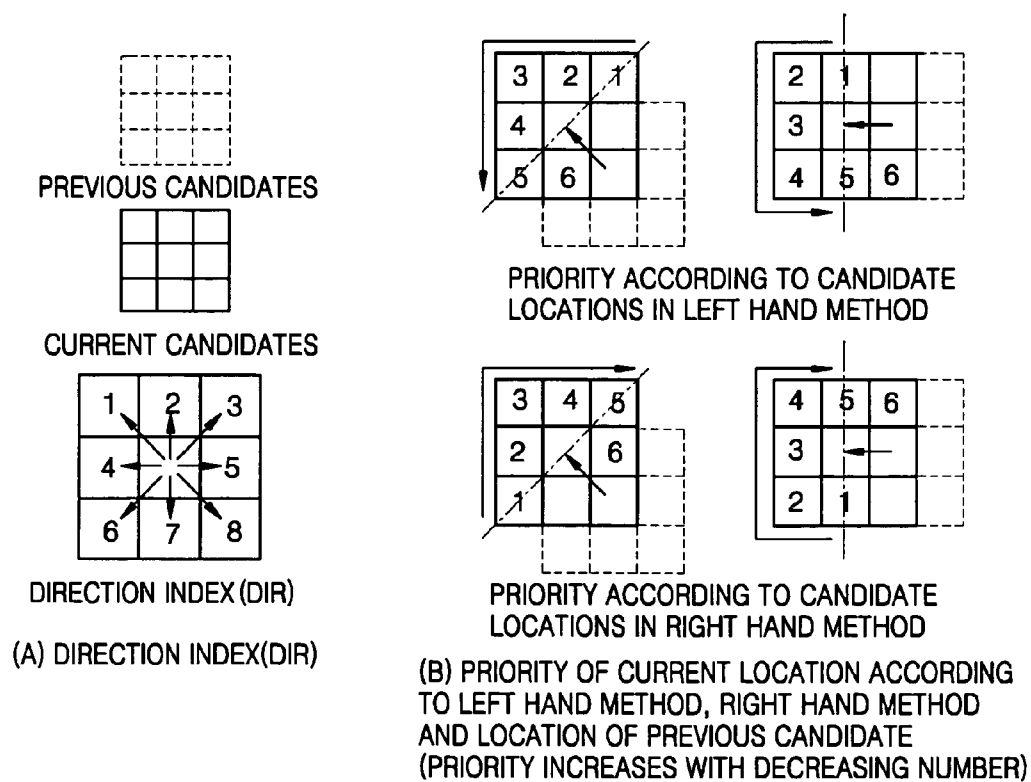 PREVIOUS CANDIDATES
CURRENT CANDIDATES
1 2 3
4 5
6 7 8
DIRECTION INDEX(DIR)
(A) DIRECTION INDEX(DIR)
3 2 1
4
5 6
2 1
3
4 5 6
PRIORITY ACCORDING TO CANDIDATE
LOCATIONS IN LEFT HAND METHOD
3 4 5
2 6
1
4 5 6
3
2 1
PRIORITY ACCORDING TO CANDIDATE
LOCATIONS IN RIGHT HAND METHOD
(B) PRIORITY OF CURRENT LOCATION ACCORDING
TO LEFT HAND METHOD, RIGHT HAND METHOD
AND LOCATION OF PREVIOUS CANDIDATE
(PRIORITY INCREASES WITH DECREASING NUMBER)